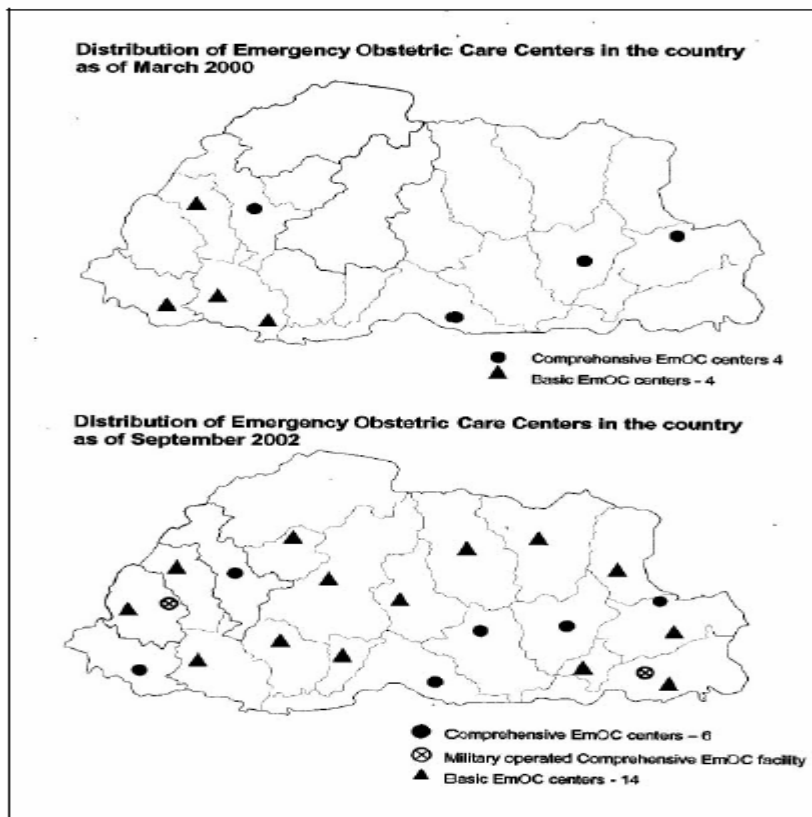 Distribution of Emergency Obstetric Care Centers in the country
as of March 2000
Comprehensive EmOC centers 4
Basic EmOC centers - 4
Distribution of Emergency Obstetric Care Centers in the country
as of September 2002
Comprehensive EmOC centers – 6
Military operated Comprehensive EmOC facility
Basic EmOC centers - 14